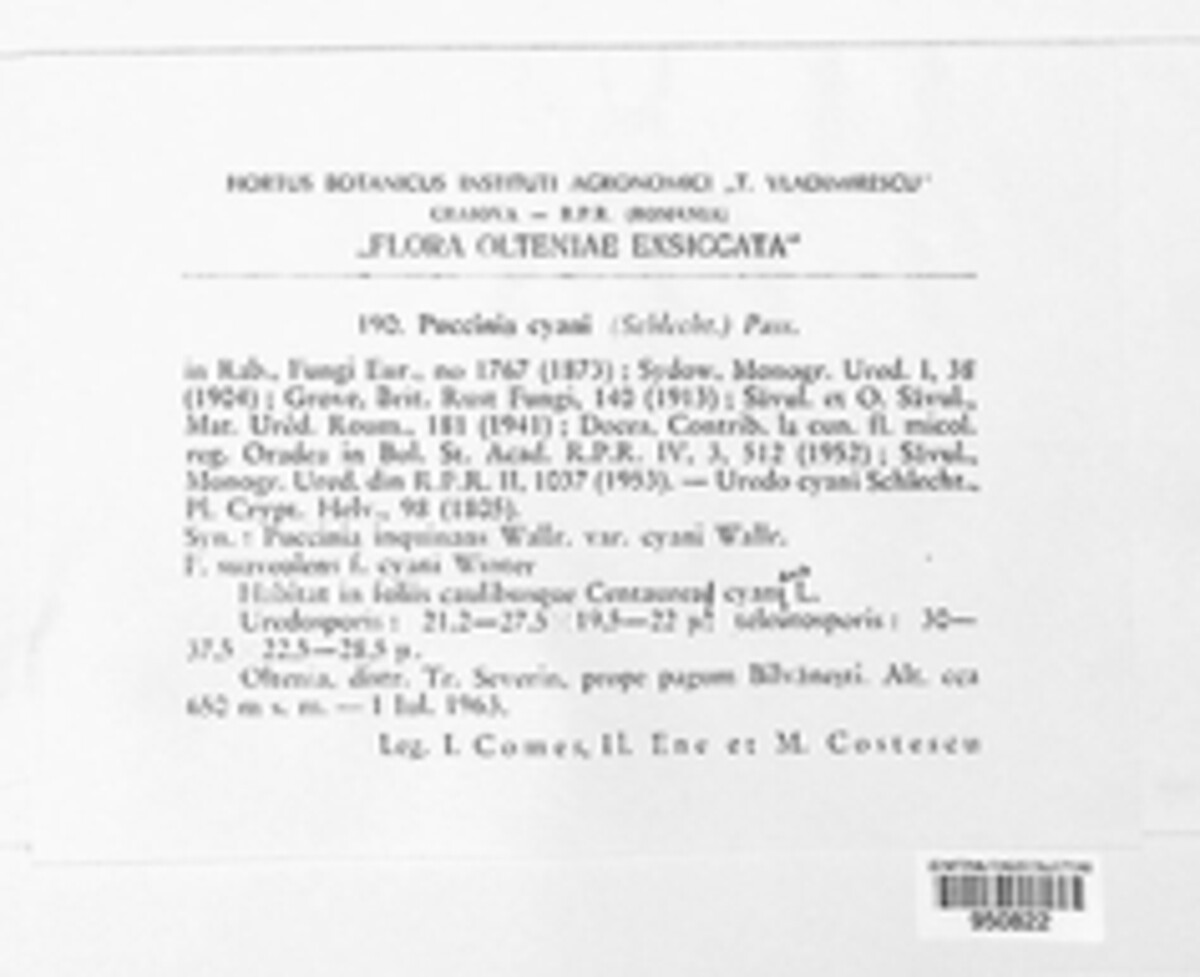 HORTUS BOTANICUS INSTITUTI AGRONOMICI „T. VLADIMIRESCU"
CRAIOVA — R.P.R. (ROMANIA)
„FLORA OLTENIAE EXSICCATA"
190. Puccinia cyani (Schlecht.) Pass.
in Rab., Fungi Eur., no 1767 (1873) ; Sydow, Monogr. Ured. I, 38
(1904) ; Grove, Brit. Rust Fungi, 140 (1913) ; Săvul. et O. Săvul.,
Mat. Uréd. Roum., 181 (1941) ; Docea, Contrib. la cun. fl. micol.
reg. Oradea in Bul. St. Acad. R.P.R. IV, 3, 512 (1952) ; Săvul.,
Monogr. Ured. din R.P.R. II, 1037 (1953). — Uredo cyani Schlecht.,
Pl. Crypt. Helv., 98 (1805).
Syn. : Puccinia inquinans Wallr. var. cyani Wallr.
P. suaveolens f. cyani Winter
Habitat in foliis caulibusque Centaureae cyani L.
Uredosporis : 21,2—27,5 19,5—22 µ; teleutosporis : 30—
37,5 22,5—28,5 µ.
Oltenia, distr. Tr. Severin, prope pagum Bîlvănești. Alt. cca
650 m s. m. — 1 Iul. 1963.
Leg. I. Comes, El. Ene et M. Costescu
950822